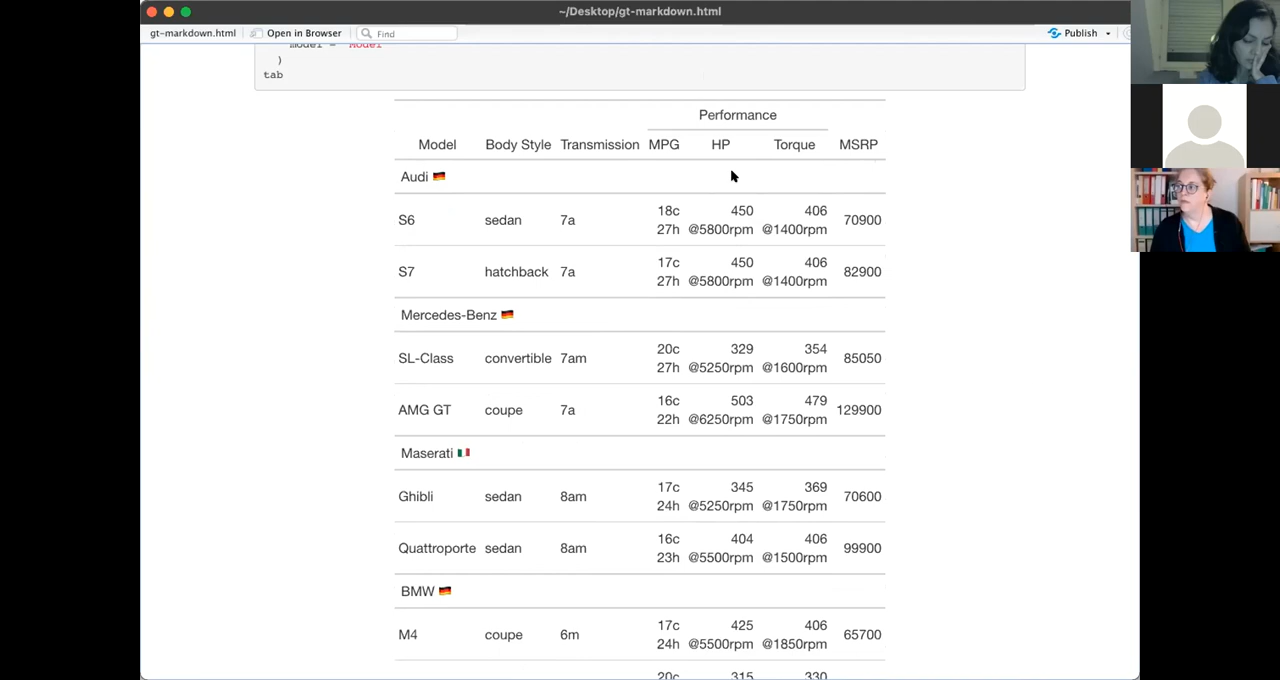 ~/Desktop/gt-markdown.html
gt-markdown.html Open in Browser Find Publish
model = "Model"
)
tab
Performance
Model Body Style Transmission MPG HP Torque MSRP
Audi 🇩🇪
18c 450 406
S6 sedan 7a 70900
27h @5800rpm @1400rpm
17c 450 406
S7 hatchback 7a 82900
27h @5800rpm @1400rpm
Mercedes-Benz 🇩🇪
20c 329 354
SL-Class convertible 7am 85050
27h @5250rpm @1600rpm
16c 503 479
AMG GT coupe 7a 129900
22h @6250rpm @1750rpm
Maserati 🇮🇹
17c 345 369
Ghibli sedan 8am 70600
24h @5250rpm @1750rpm
16c 404 406
Quattroporte sedan 8am 99900
23h @5500rpm @1500rpm
BMW 🇩🇪
17c 425 406
M4 coupe 6m 65700
24h @5500rpm @1850rpm
20c 315 330